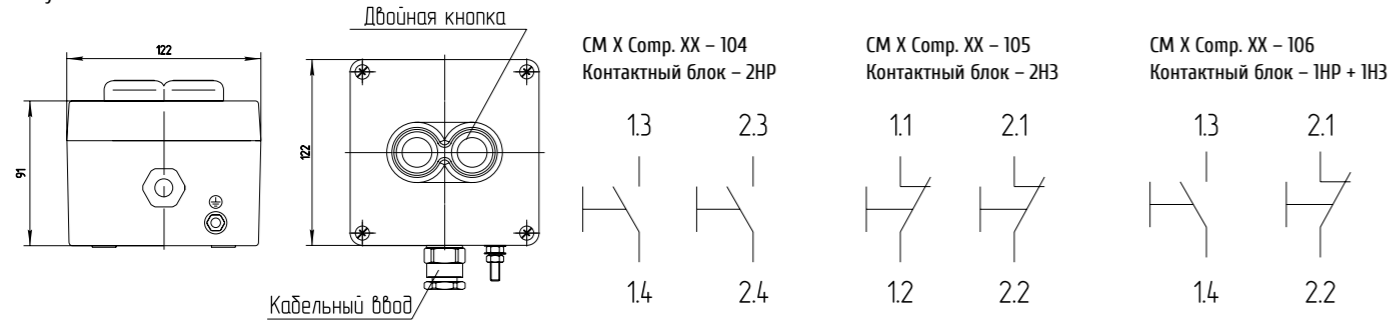 Двойная кнопка
122
91
122
Кабельный ввод
CM X Comp. XX – 104
Контактный блок – 2НР
1.3 2.3
1.4 2.4
CM X Comp. XX – 105
Контактный блок – 2НЗ
1.1 2.1
1.2 2.2
CM X Comp. XX – 106
Контактный блок – 1НР + 1НЗ
1.3 2.1
1.4 2.2